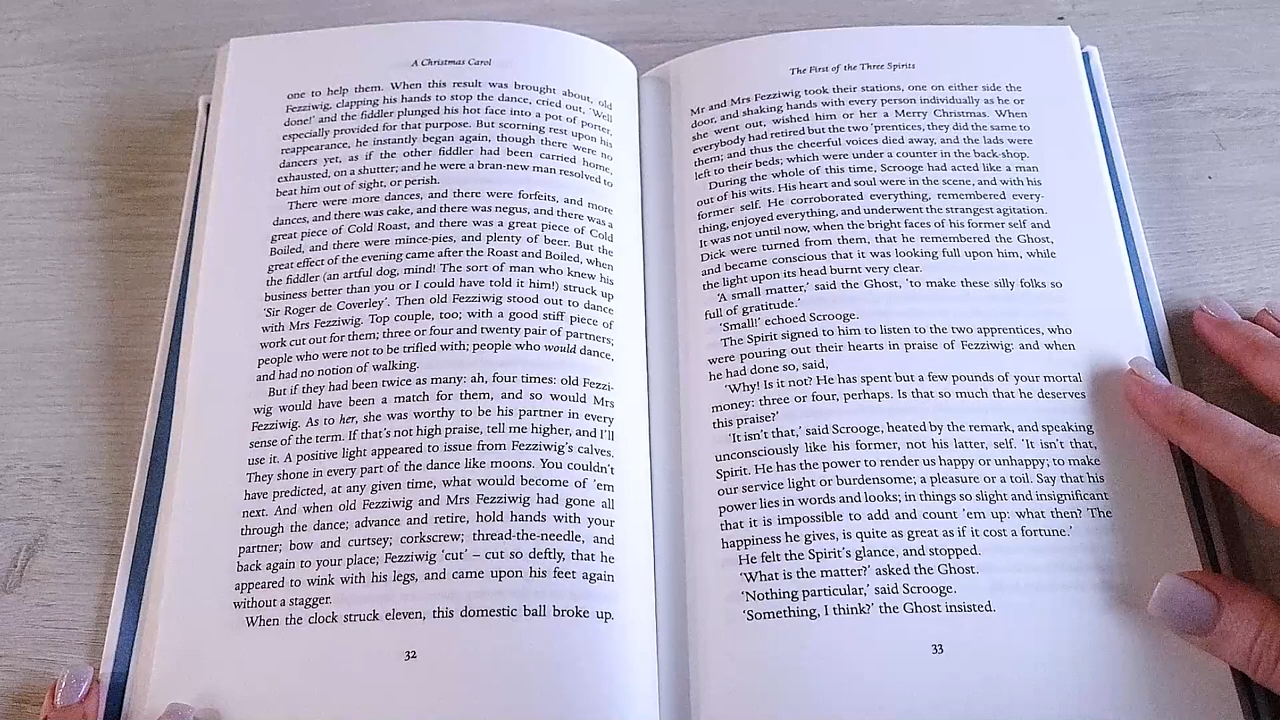 A Christmas Carol
one to help them. When this result was brought about, old
Fezziwig, clapping his hands to stop the dance, cried out, 'Well
done!' and the fiddler plunged his hot face into a pot of porter,
especially provided for that purpose. But scorning rest upon his
reappearance, he instantly began again, though there were no
dancers yet, as if the other fiddler had been carried home,
exhausted, on a shutter; and he were a bran-new man resolved to
beat him out of sight, or perish.
There were more dances, and there were forfeits, and more
dances, and there was cake, and there was negus, and there was a
great piece of Cold Roast, and there was a great piece of Cold
Boiled, and there were mince-pies, and plenty of beer. But the
great effect of the evening came after the Roast and Boiled, when
the fiddler (an artful dog, mind! The sort of man who knew his
business better than you or I could have told it him!) struck up
'Sir Roger de Coverley'. Then old Fezziwig stood out to dance
with Mrs Fezziwig. Top couple, too; with a good stiff piece of
work cut out for them; three or four and twenty pair of partners;
people who were not to be trifled with; people who would dance,
and had no notion of walking.
But if they had been twice as many: ah, four times: old Fezzi-
wig would have been a match for them, and so would Mrs
Fezziwig. As to her, she was worthy to be his partner in every
sense of the term. If that's not high praise, tell me higher, and I'll
use it. A positive light appeared to issue from Fezziwig's calves.
They shone in every part of the dance like moons. You couldn't
have predicted, at any given time, what would become of 'em
next. And when old Fezziwig and Mrs Fezziwig had gone all
through the dance; advance and retire, hold hands with your
partner; bow and curtsey; corkscrew; thread-the-needle, and
back again to your place; Fezziwig 'cut' – cut so deftly, that he
appeared to wink with his legs, and came upon his feet again
without a stagger.
When the clock struck eleven, this domestic ball broke up.
32
The First of the Three Spirits
Mr and Mrs Fezziwig took their stations, one on either side the
door, and shaking hands with every person individually as he or
she went out, wished him or her a Merry Christmas. When
everybody had retired but the two 'prentices, they did the same to
them; and thus the cheerful voices died away, and the lads were
left to their beds; which were under a counter in the back-shop.
During the whole of this time, Scrooge had acted like a man
out of his wits. His heart and soul were in the scene, and with his
former self. He corroborated everything, remembered every-
thing, enjoyed everything, and underwent the strangest agitation.
It was not until now, when the bright faces of his former self and
Dick were turned from them, that he remembered the Ghost,
and became conscious that it was looking full upon him, while
the light upon its head burnt very clear.
'A small matter,' said the Ghost, 'to make these silly folks so
full of gratitude.'
'Small!' echoed Scrooge.
The Spirit signed to him to listen to the two apprentices, who
were pouring out their hearts in praise of Fezziwig: and when
he had done so, said,
'Why! Is it not? He has spent but a few pounds of your mortal
money: three or four, perhaps. Is that so much that he deserves
this praise?'
'It isn't that,' said Scrooge, heated by the remark, and speaking
unconsciously like his former, not his latter, self. 'It isn't that,
Spirit. He has the power to render us happy or unhappy; to make
our service light or burdensome; a pleasure or a toil. Say that his
power lies in words and looks; in things so slight and insignificant
that it is impossible to add and count 'em up: what then? The
happiness he gives, is quite as great as if it cost a fortune.'
He felt the Spirit's glance, and stopped.
'What is the matter?' asked the Ghost.
'Nothing particular,' said Scrooge.
'Something, I think?' the Ghost insisted.
33